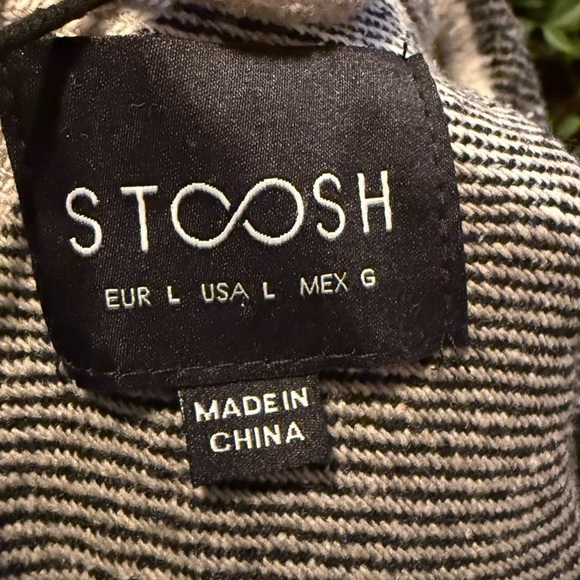 STOOSH
EUR L USA L MEX G
MADE IN
CHINA